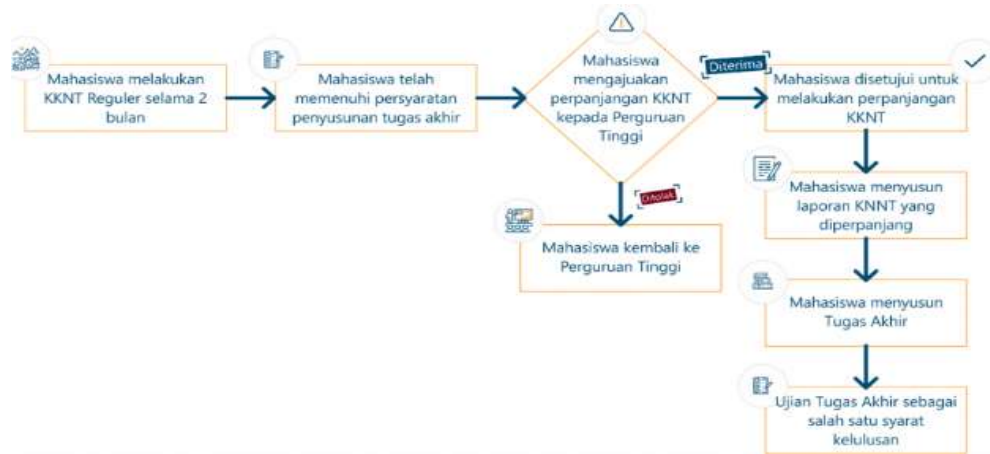 Mahasiswa melakukan
KKNT Reguler selama 2
bulan
Mahasiswa telah
memenuhi persyaratan
penyusunan tugas akhir
Mahasiswa
mengajuakan
perpanjangan KKNT
kepada Perguruan
Tinggi
Diterima
Mahasiswa disetujui untuk
melakukan perpanjangan
KKNT
Ditolak
Mahasiswa kembali ke
Perguruan Tinggi
Mahasiswa menyusun
laporan KNNT yang
diperpanjang
Mahasiswa menyusun
Tugas Akhir
Ujian Tugas Akhir sebagai
salah satu syarat
kelulusan